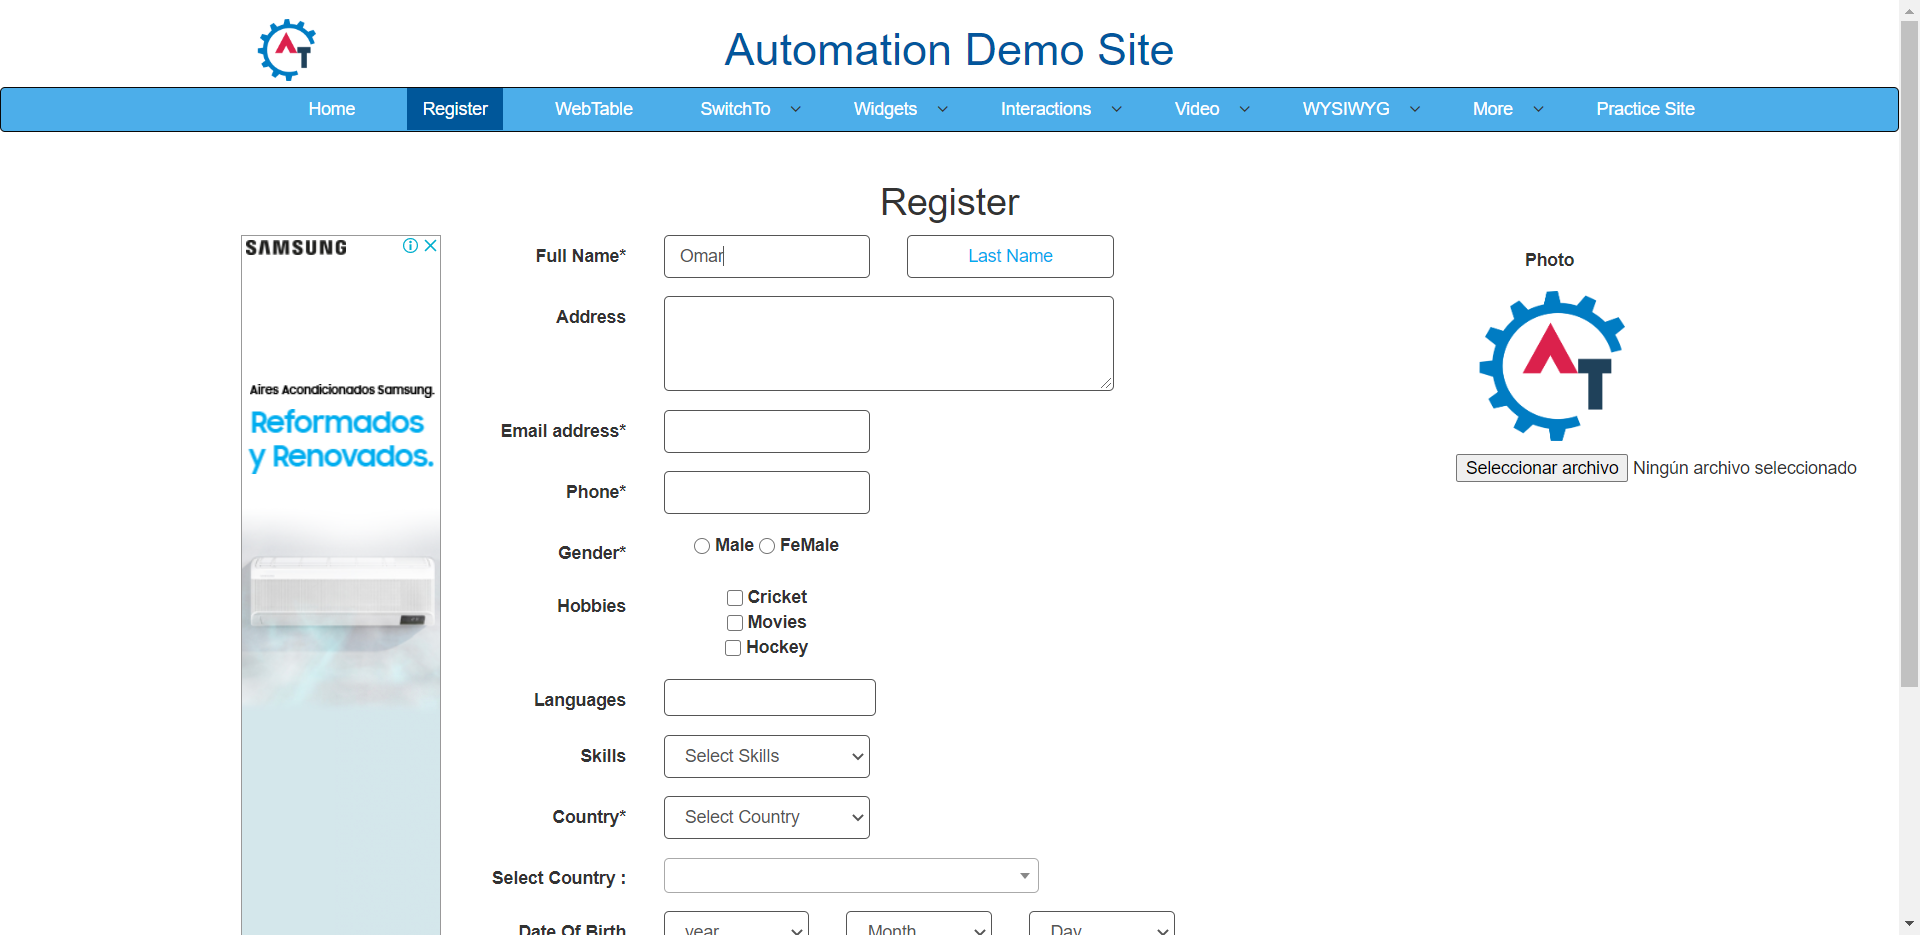 AT
Automation Demo Site
Home Register WebTable SwitchTo Widgets Interactions Video WYSIWYG More Practice Site
Register
SAMSUNG
Aires Acondicionados Samsung.
Reformados
y Renovados.
Full Name* Omar Last Name
Address
Email address*
Phone*
Gender* Male FeMale
Hobbies
Cricket
Movies
Hockey
Languages
Skills Select Skills
Country* Select Country
Select Country :
Date Of Birth year Month Day
Photo
AT
Seleccionar archivo Ningún archivo seleccionado